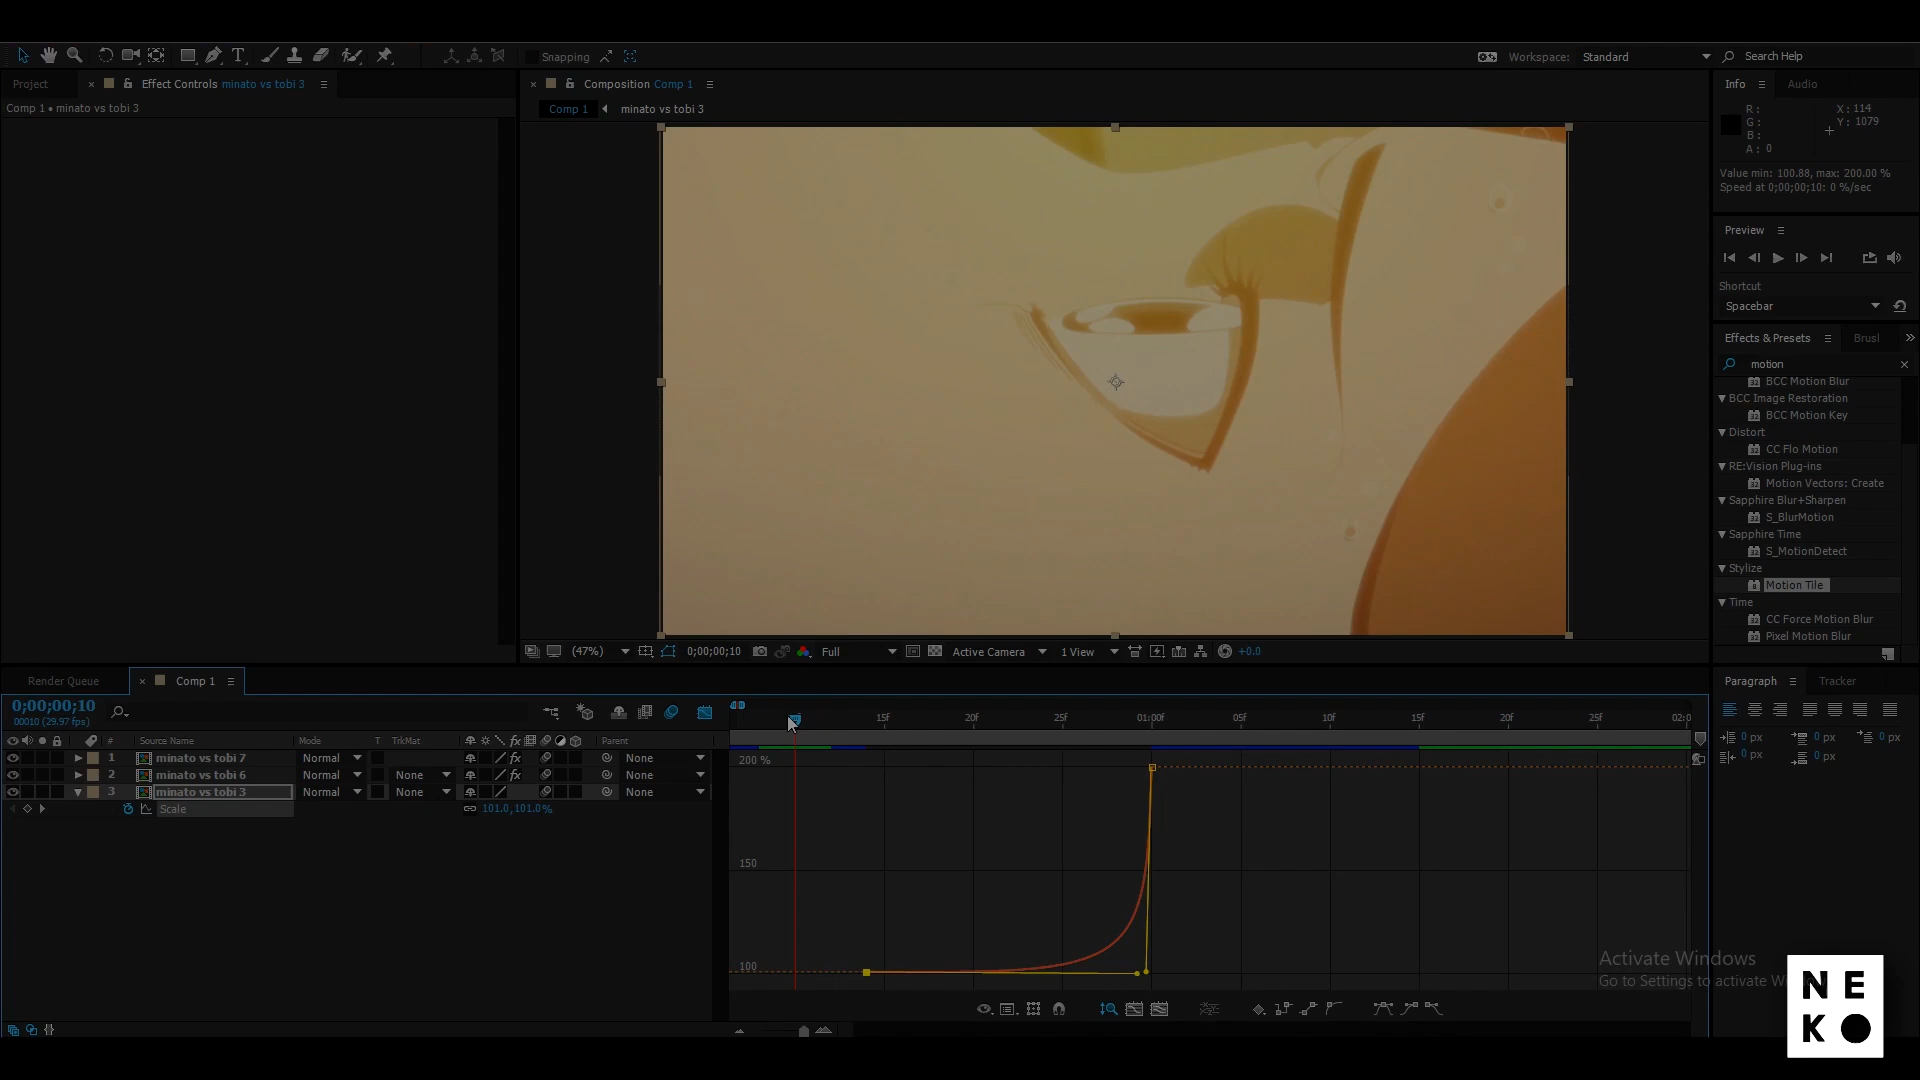 Snapping
Workspace: Standard
Search Help
Project
Effect Controls minato vs tobi 3
Composition Comp 1
Info
Audio
Comp 1 • minato vs tobi 3
Comp 1
minato vs tobi 3
R :
G :
B :
A : 0
X : 114
Y : 1079
Value min: 100.88, max: 200.00 %
Speed at 0;00;00;10: 0 %/sec
Preview
Shortcut
Spacebar
Effects & Presets
Brusl
motion
BCC Motion Blur
BCC Image Restoration
BCC Motion Key
Distort
CC Flo Motion
RE:Vision Plug-ins
Motion Vectors: Create
Sapphire Blur+Sharpen
S_BlurMotion
Sapphire Time
S_MotionDetect
Stylize
Motion Tile
Time
CC Force Motion Blur
Pixel Motion Blur
(47%)
0;00;00;10
Full
Active Camera
1 View
+0.0
Render Queue
Comp 1
Paragraph
Tracker
0;00;00;10
00010 (29.97 fps)
15f
20f
25f
01:00f
05f
10f
15f
20f
25f
02:0
# Source Name Mode T TrkMat Parent
1 minato vs tobi 7 Normal None
2 minato vs tobi 6 Normal None None
3 minato vs tobi 3 Normal None None
Scale 101.0,101.0%
0 px
0 px
0 px
0 px
0 px
200 %
150
100
Activate Windows
Go to Settings to activate Wi
NE
KO